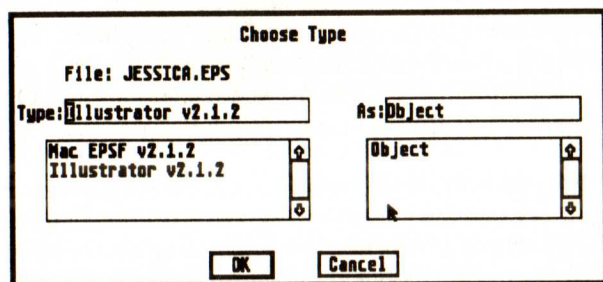 Choose Type
File: JESSICA.EPS
Type: Illustrator v2.1.2 As: Object
Mac EPSF v2.1.2 Object
Illustrator v2.1.2
OK Cancel